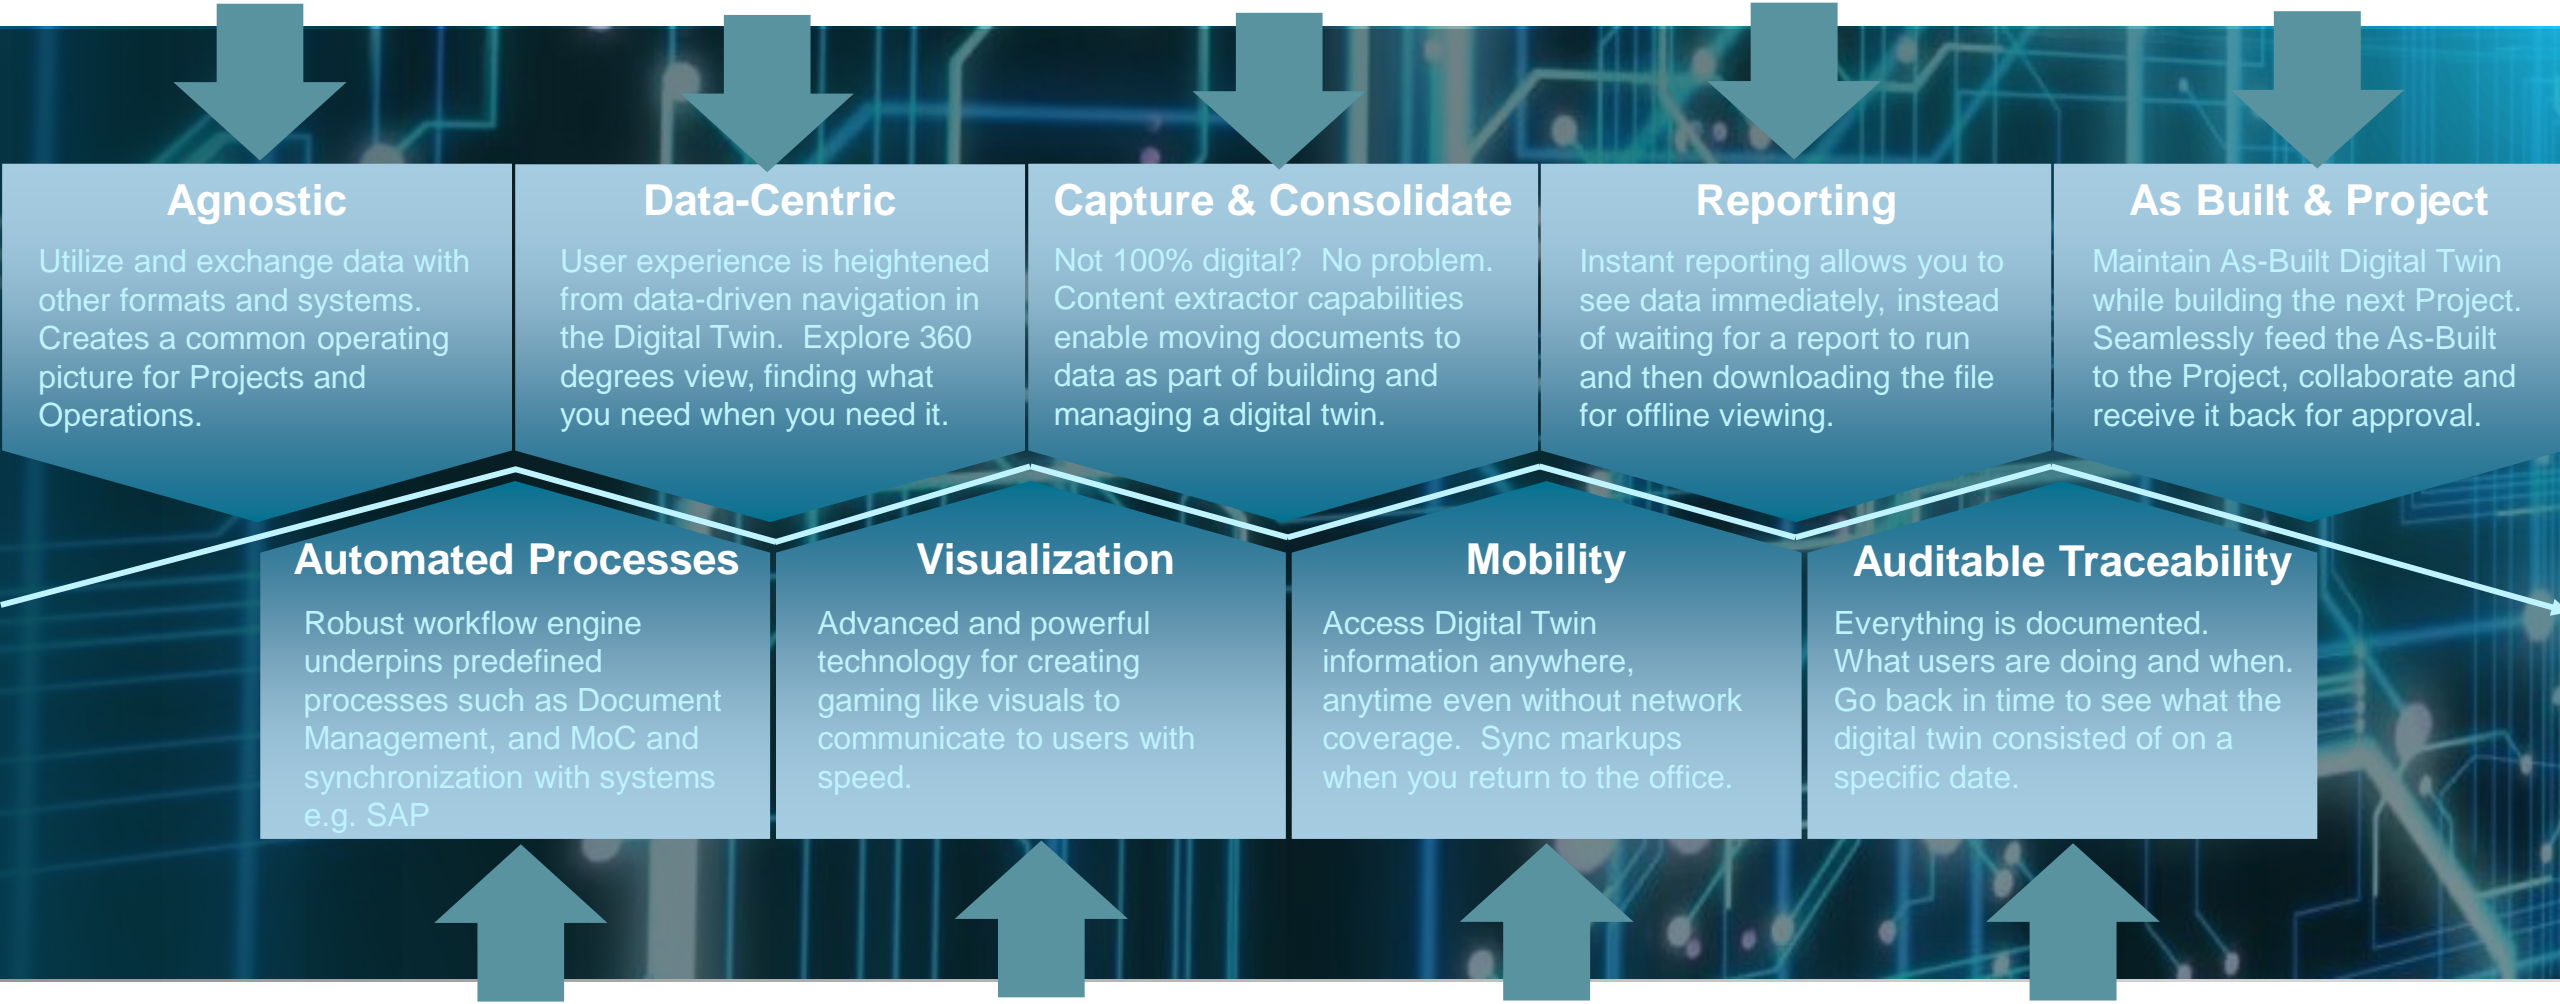 Agnostic
Utilize and exchange data with
other formats and systems.
Creates a common operating
picture for Projects and
Operations.
Data-Centric
User experience is heightened
from data-driven navigation in
the Digital Twin.  Explore 360
degrees view, finding what
you need when you need it.
Capture & Consolidate
Not 100% digital?  No problem.
Content extractor capabilities
enable moving documents to
data as part of building and
managing a digital twin.
Reporting
Instant reporting allows you to
see data immediately, instead
of waiting for a report to run
and then downloading the file
for offline viewing.
As Built & Project
Maintain As-Built Digital Twin
while building the next Project.
Seamlessly feed the As-Built
to the Project, collaborate and
receive it back for approval.
Automated Processes
Robust workflow engine
underpins predefined
processes such as Document
Management, and MoC and
synchronization with systems
e.g. SAP
Visualization
Advanced and powerful
technology for creating
gaming like visuals to
communicate to users with
speed.
Mobility
Access Digital Twin
information anywhere,
anytime even without network
coverage.  Sync markups
when you return to the office.
Auditable Traceability
Everything is documented.
What users are doing and when.
Go back in time to see what the
digital twin consisted of on a
specific date.